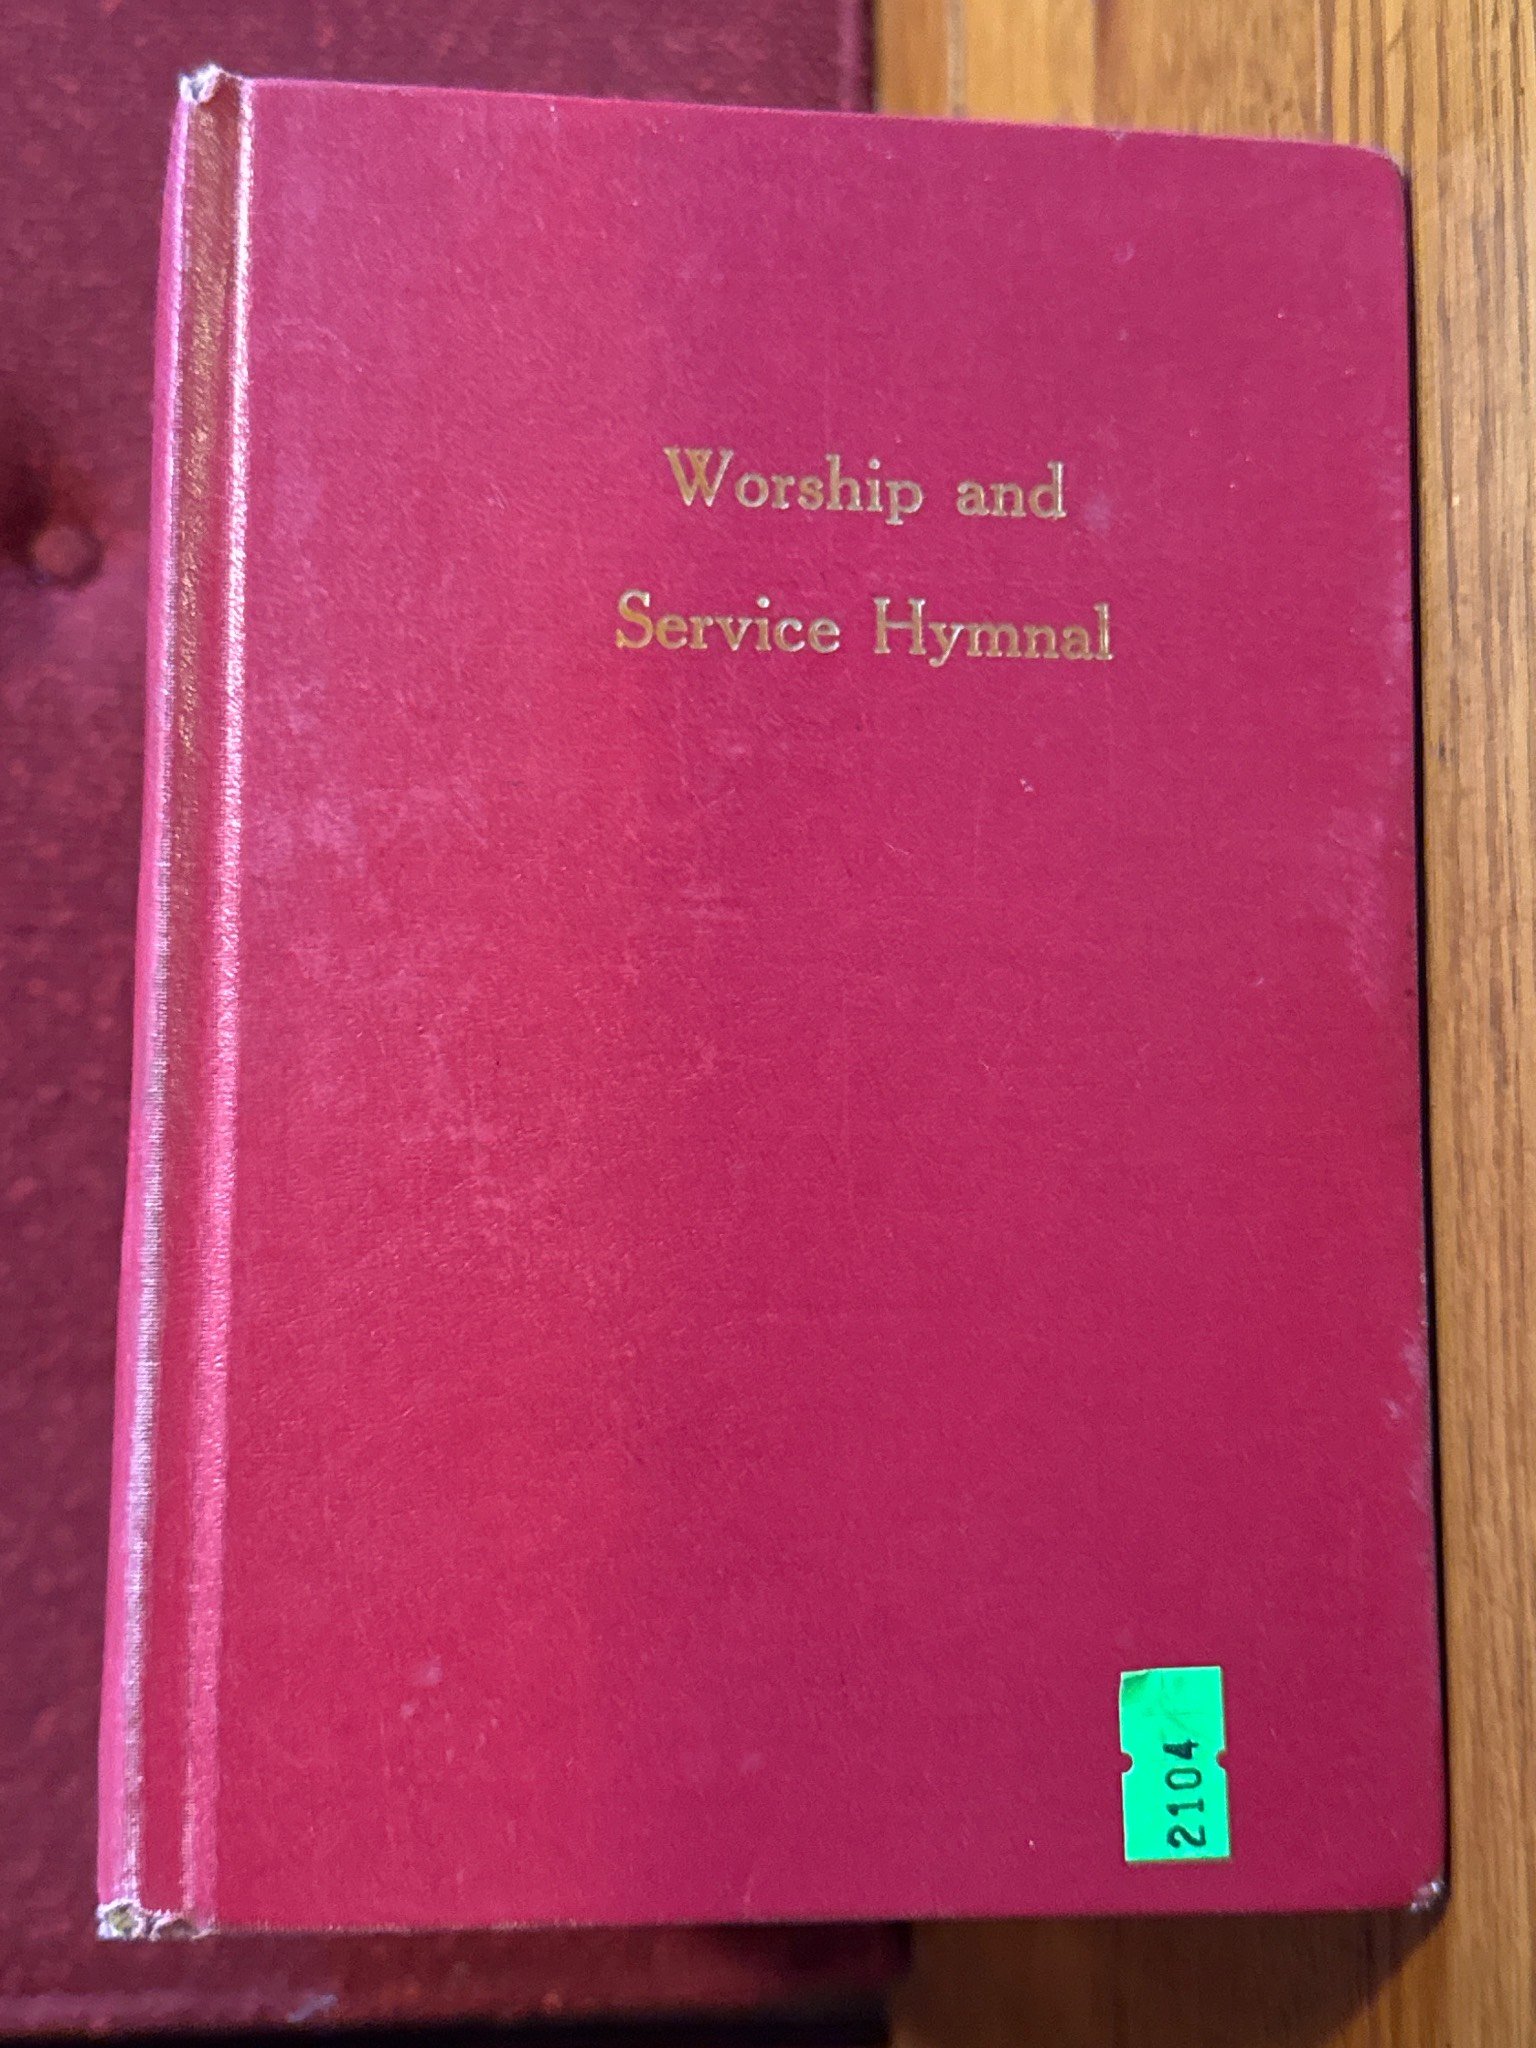 Worship and
Service Hymnal
2104